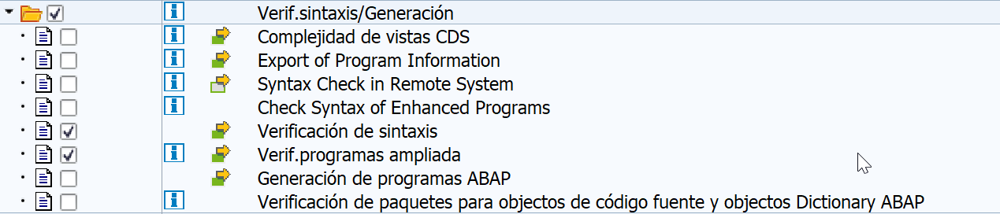 Verif.sintaxis/Generación
Complejidad de vistas CDS
Export of Program Information
Syntax Check in Remote System
Check Syntax of Enhanced Programs
Verificación de sintaxis
Verif.programas ampliada
Generación de programas ABAP
Verificación de paquetes para objectos de código fuente y objectos Dictionary ABAP